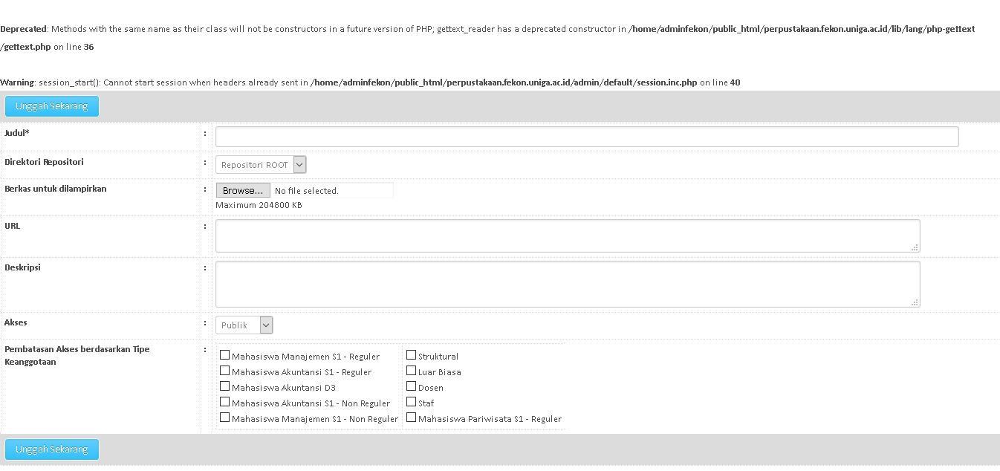 Deprecated: Methods with the same name as their class will not be constructors in a future version of PHP; gettext_reader has a deprecated constructor in /home/adminfekon/public_html/perpustakaan.fekon.uniga.ac.id/lib/lang/php-gettext
/gettext.php on line 36
Warning: session_start(): Cannot start session when headers already sent in /home/adminfekon/public_html/perpustakaan.fekon.uniga.ac.id/admin/default/session.inc.php on line 40
Unggah Sekarang
Judul* :
Direktori Repositori : Repositori ROOT
Berkas untuk dilampirkan : Browse... No file selected.
Maximum 204800 KB
URL :
Deskripsi :
Akses : Publik
Pembatasan Akses berdasarkan Tipe :
Keanggotaan
Mahasiswa Manajemen S1 - Reguler Struktural
Mahasiswa Akuntansi S1 - Reguler Luar Biasa
Mahasiswa Akuntansi D3 Dosen
Mahasiswa Akuntansi S1 - Non Reguler Staf
Mahasiswa Manajemen S1 - Non Reguler Mahasiswa Pariwisata S1 - Reguler
Unggah Sekarang